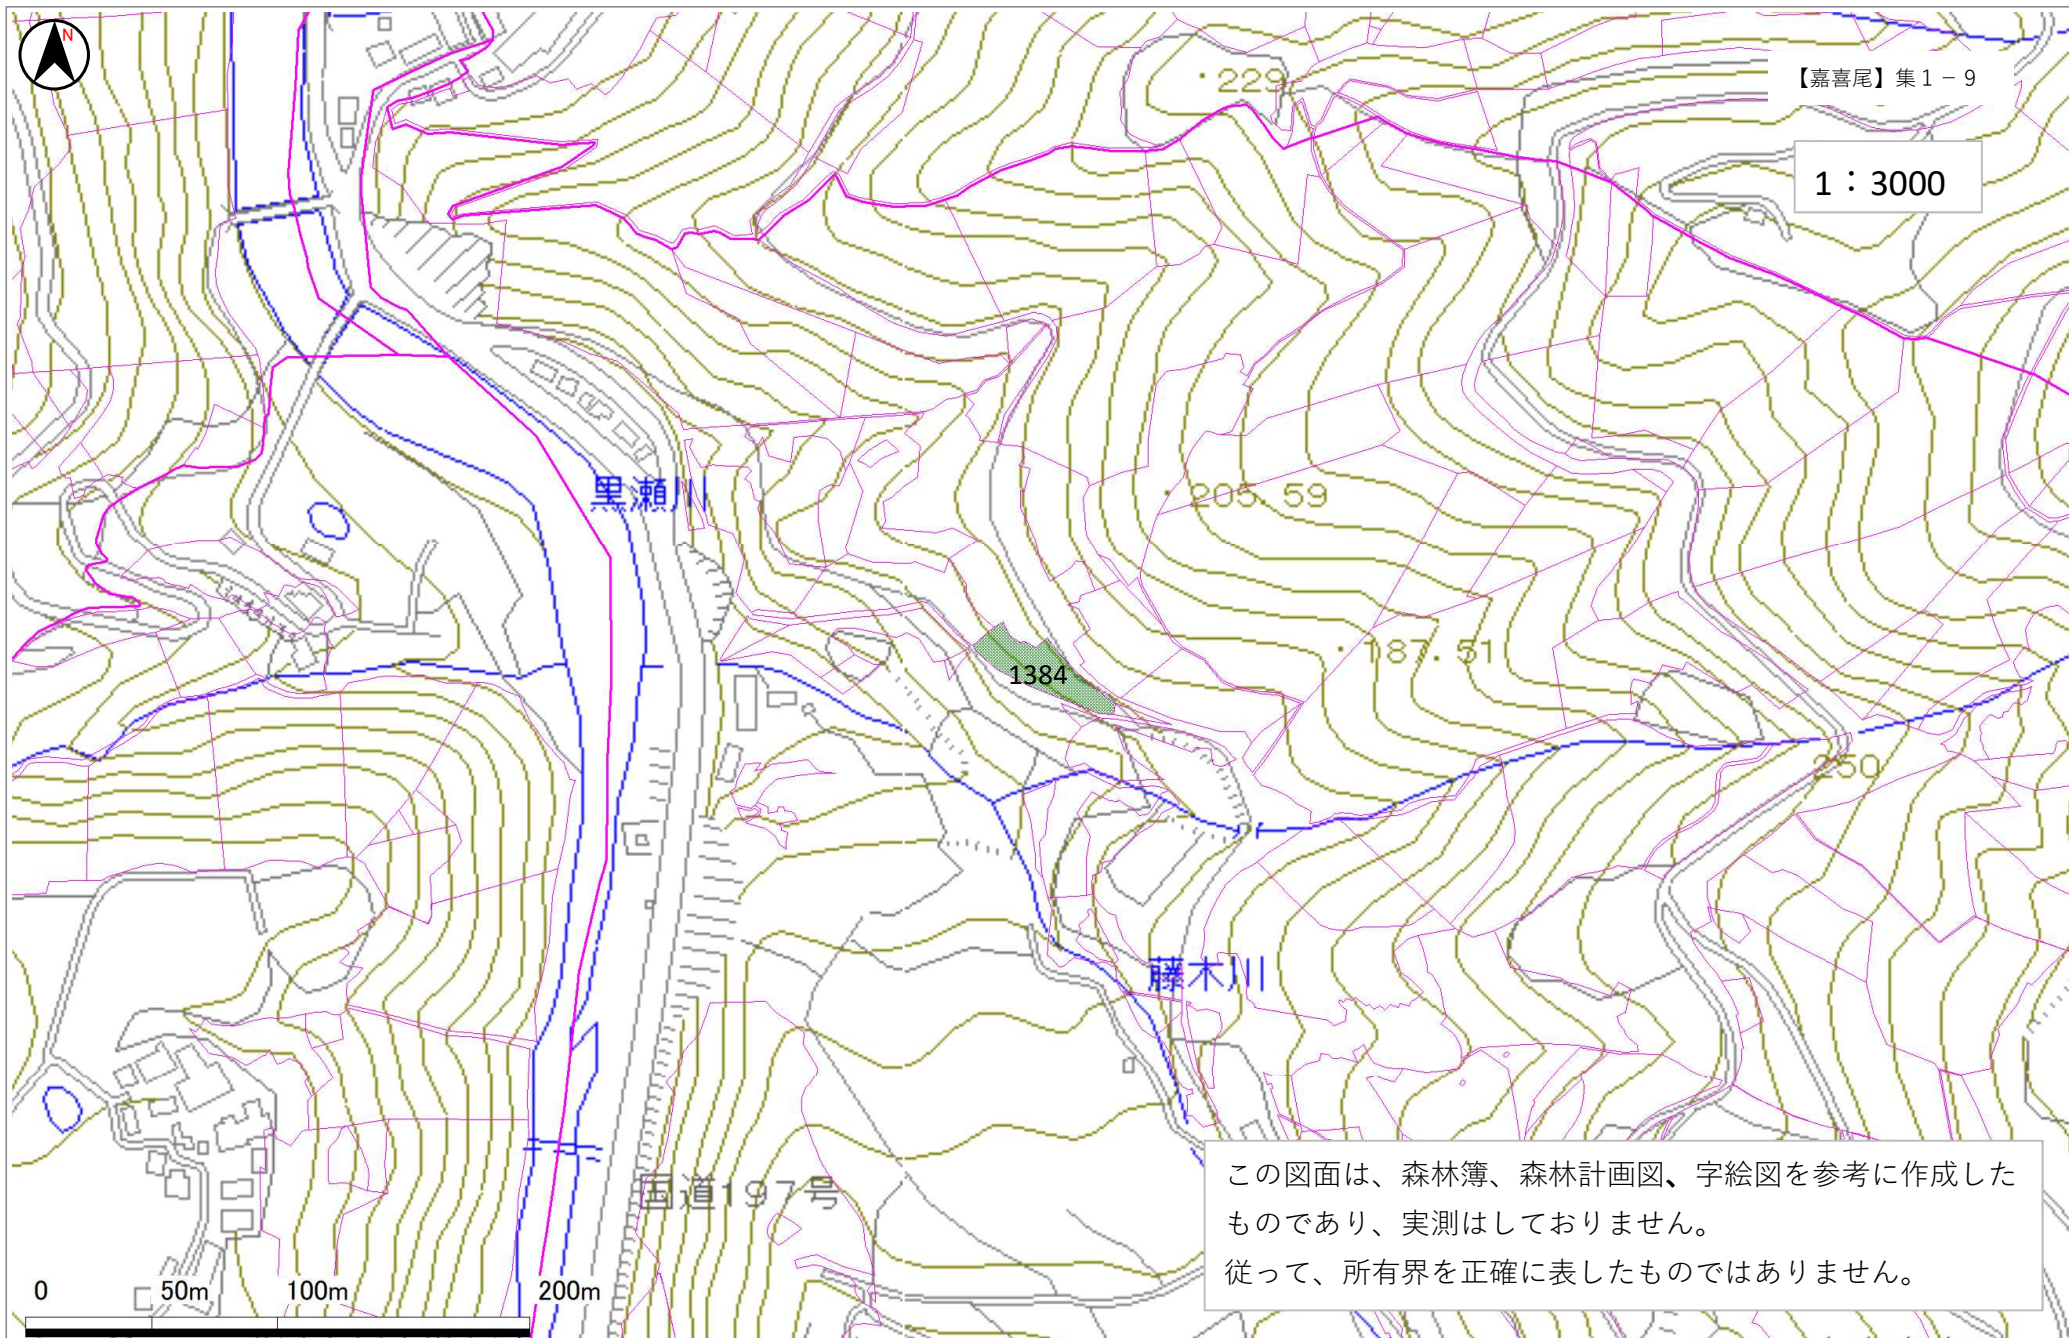 N
・229
【嘉喜尾】集１－９
1：3000
黒瀬川
・205.59
・187.51
1384
250
藤木川
国道197号
この図面は、森林簿、森林計画図、字絵図を参考に作成した
ものであり、実測はしておりません。
従って、所有界を正確に表したものではありません。
0 50m 100m 200m